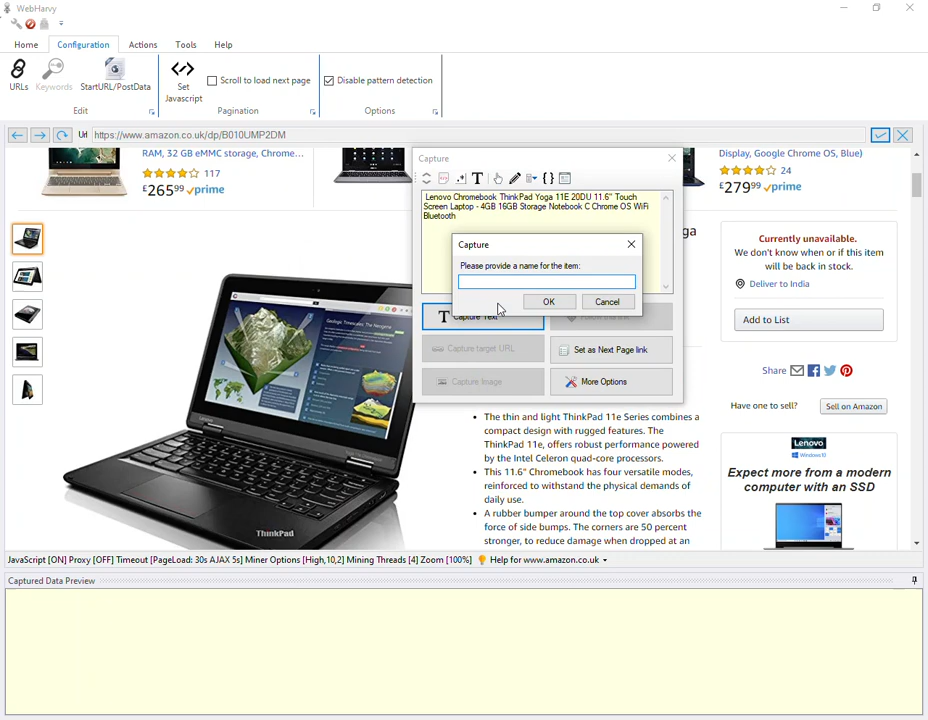 WebHarvy
Home Configuration Actions Tools Help
URLs Keywords StartURL/PostData
Set Javascript
Scroll to load next page
Disable pattern detection
Edit Pagination Options
Url https://www.amazon.co.uk/dp/B010UMP2DM
RAM, 32 GB eMMC storage, Chrome...
117
£265⁹⁹ prime
Display, Google Chrome OS, Blue)
24
£279⁹⁹ prime
Capture
Lenovo Chromebook ThinkPad Yoga 11E 20DU 11.6" Touch
Screen Laptop - 4GB 16GB Storage Notebook C Chrome OS WiFi
Bluetooth
Capture
Please provide a name for the item:
OK Cancel
Capture Text
Follow this link
Capture target URL
Set as Next Page link
Capture Image
More Options
Currently unavailable.
We don't know when or if this item
will be back in stock.
Deliver to India
Add to List
Share
Have one to sell?
Sell on Amazon
Lenovo
Windows10
Expect more from a modern
computer with an SSD
ThinkPad
The thin and light ThinkPad 11e Series combines a
compact design with rugged features. The
ThinkPad 11e, offers robust performance powered
by the Intel Celeron quad-core processors.
This 11.6" Chromebook has four versatile modes,
reinforced to withstand the physical demands of
daily use.
A rubber bumper around the top cover absorbs the
force of side bumps. The corners are 50 percent
stronger, to reduce damage when dropped at an
JavaScript [ON] Proxy [OFF] Timeout [PageLoad: 30s AJAX 5s] Miner Options [High,10,2] Mining Threads [4] Zoom [100%] Help for www.amazon.co.uk
Captured Data Preview